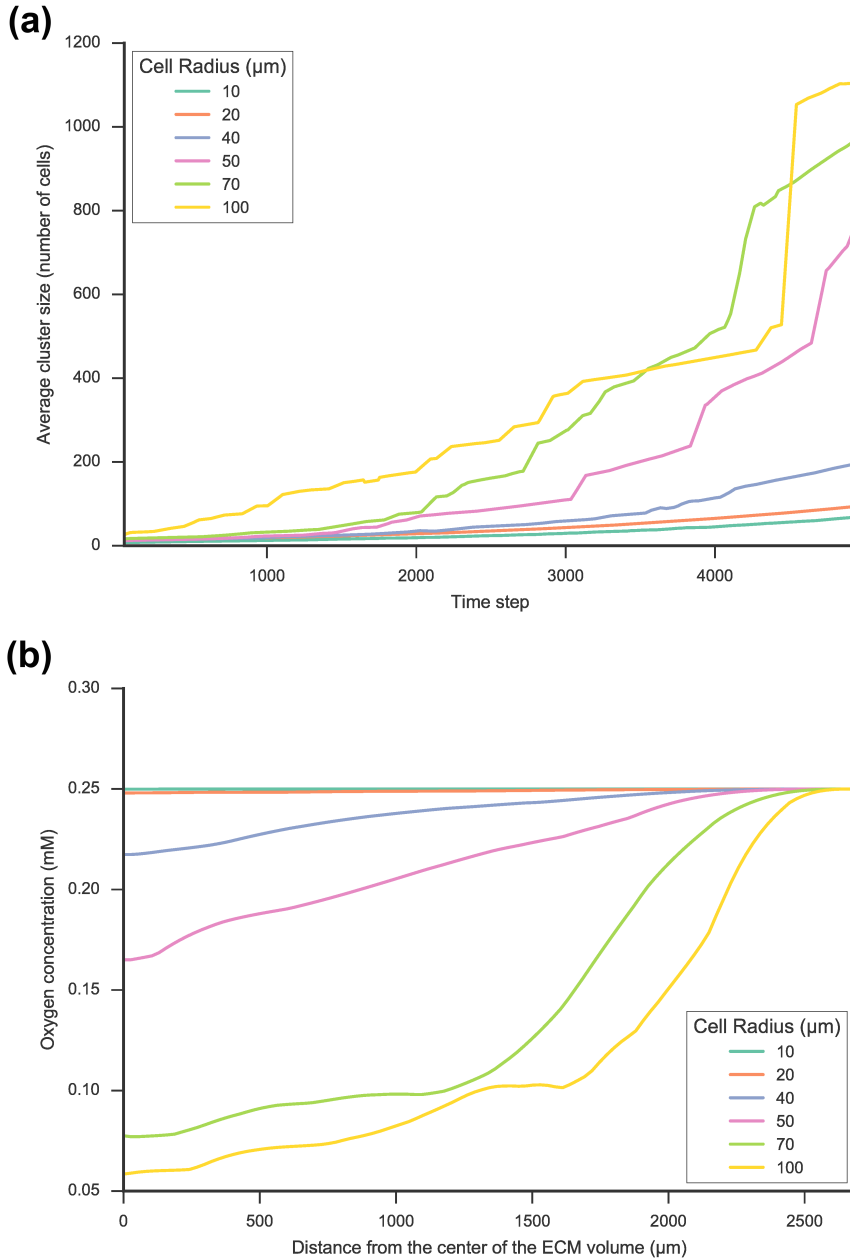 (a)
1200
1000
800
600
400
200
0
Average cluster size (number of cells)
Cell Radius (µm)
10
20
40
50
70
100
1000 2000 3000 4000
Time step
(b)
0.30
0.25
0.20
0.15
0.10
0.05
Oxygen concentration (mM)
Cell Radius (µm)
10
20
40
50
70
100
0 500 1000 1500 2000 2500
Distance from the center of the ECM volume (µm)